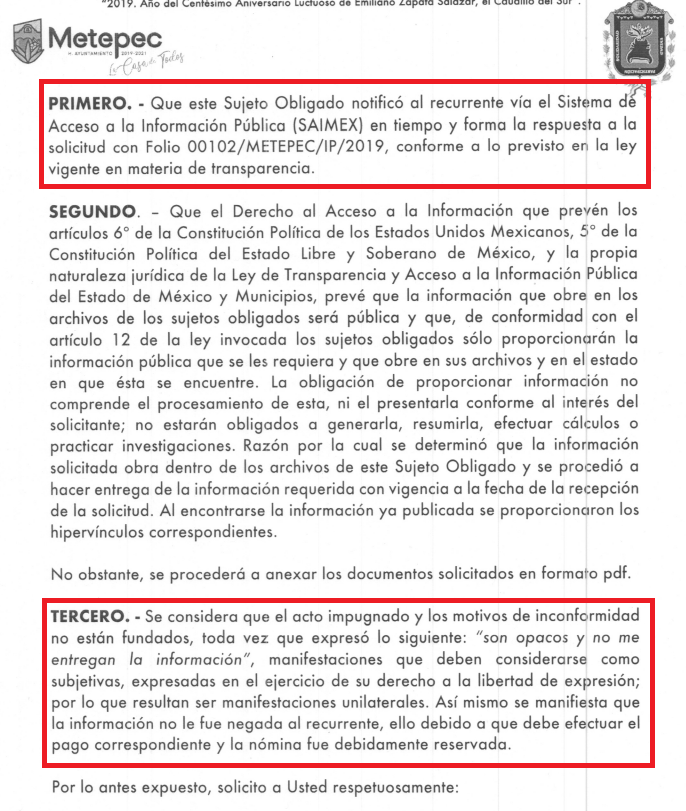 "2019. Año del Centésimo Aniversario Luctuoso de Emiliano Zapata Salazar, el Caudillo del Sur".
Metepec
H. AYUNTAMIENTO 2019-2021
La Casa de Todos
PRIMERO. - Que este Sujeto Obligado notificó al recurrente vía el Sistema de
Acceso a la Información Pública (SAIMEX) en tiempo y forma la respuesta a la
solicitud con Folio 00102/METEPEC/IP/2019, conforme a lo previsto en la ley
vigente en materia de transparencia.
SEGUNDO. – Que el Derecho al Acceso a la Información que prevén los
artículos 6° de la Constitución Política de los Estados Unidos Mexicanos, 5° de la
Constitución Política del Estado Libre y Soberano de México, y la propia
naturaleza jurídica de la Ley de Transparencia y Acceso a la Información Pública
del Estado de México y Municipios, prevé que la información que obre en los
archivos de los sujetos obligados será pública y que, de conformidad con el
artículo 12 de la ley invocada los sujetos obligados sólo proporcionarán la
información pública que se les requiera y que obre en sus archivos y en el estado
en que ésta se encuentre. La obligación de proporcionar información no
comprende el procesamiento de esta, ni el presentarla conforme al interés del
solicitante; no estarán obligados a generarla, resumirla, efectuar cálculos o
practicar investigaciones. Razón por la cual se determinó que la información
solicitada obra dentro de los archivos de este Sujeto Obligado y se procedió a
hacer entrega de la información requerida con vigencia a la fecha de la recepción
de la solicitud. Al encontrarse la información ya publicada se proporcionaron los
hipervínculos correspondientes.
No obstante, se procederá a anexar los documentos solicitados en formato pdf.
TERCERO. - Se considera que el acto impugnado y los motivos de inconformidad
no están fundados, toda vez que expresó lo siguiente: "son opacos y no me
entregan la información", manifestaciones que deben considerarse como
subjetivas, expresadas en el ejercicio de su derecho a la libertad de expresión;
por lo que resultan ser manifestaciones unilaterales. Así mismo se manifiesta que
la información no le fue negada al recurrente, ello debido a que debe efectuar el
pago correspondiente y la nómina fue debidamente reservada.
Por lo antes expuesto, solicito a Usted respetuosamente: